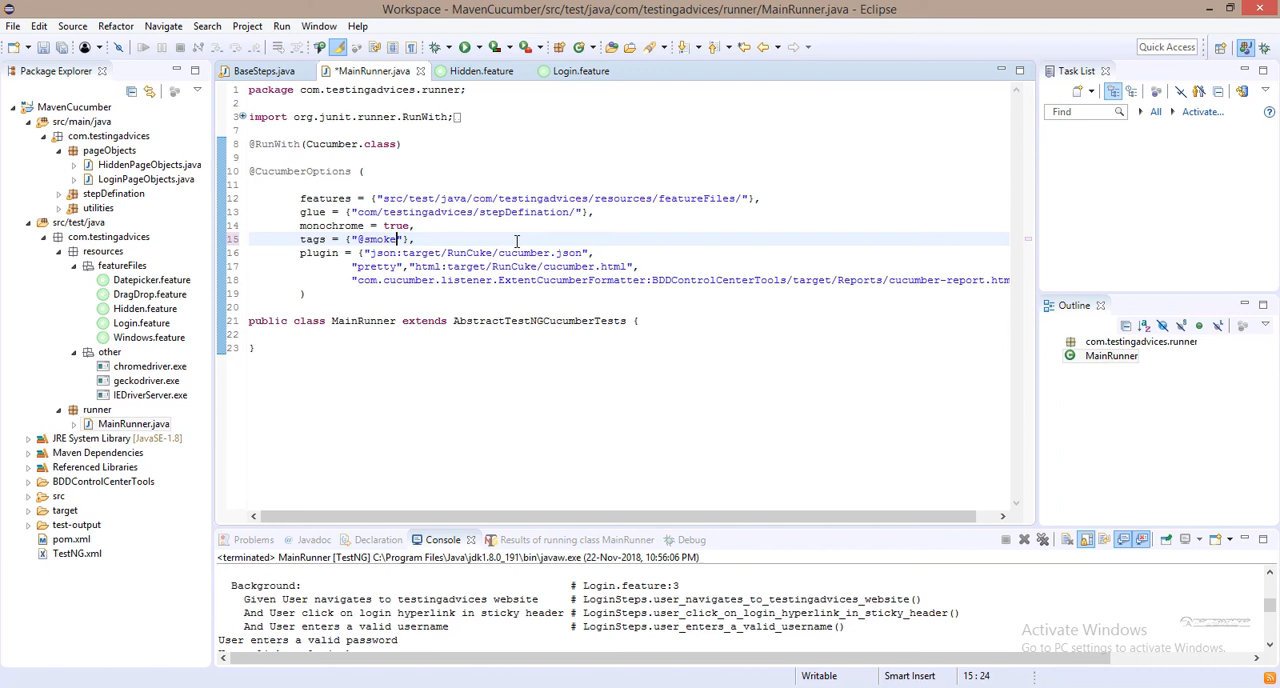 Workspace - MavenCucumber/src/test/java/com/testingadvices/runner/MainRunner.java - Eclipse
File Edit Source Refactor Navigate Search Project Run Window Help
Quick Access
Package Explorer
BaseSteps.java *MainRunner.java Hidden.feature Login.feature
Task List
Find All Activate...
MavenCucumber
src/main/java
com.testingadvices
pageObjects
HiddenPageObjects.java
LoginPageObjects.java
stepDefination
utilities
src/test/java
com.testingadvices
resources
featureFiles
Datepicker.feature
DragDrop.feature
Hidden.feature
Login.feature
Windows.feature
other
chromedriver.exe
geckodriver.exe
IEDriverServer.exe
runner
MainRunner.java
JRE System Library [JavaSE-1.8]
Maven Dependencies
Referenced Libraries
BDDControlCenterTools
src
target
test-output
pom.xml
TestNG.xml
1 package com.testingadvices.runner;
2
3 import org.junit.runner.RunWith;
7
8 @RunWith(Cucumber.class)
9
10 @CucumberOptions (
11
12 features = {"src/test/java/com/testingadvices/resources/featureFiles/"},
13 glue = {"com/testingadvices/stepDefination/"},
14 monochrome = true,
15 tags = {"@smoke"},
16 plugin = {"json:target/RunCuke/cucumber.json",
17 "pretty","html:target/RunCuke/cucumber.html",
18 "com.cucumber.listener.ExtentCucumberFormatter:BDDControlCenterTools/target/Reports/cucumber-report.htm
19 )
20
21 public class MainRunner extends AbstractTestNGCucumberTests {
22
23 }
Outline
com.testingadvices.runner
MainRunner
Problems Javadoc Declaration Console Results of running class MainRunner Debug
<terminated> MainRunner [TestNG] C:\Program Files\Java\jdk1.8.0_191\bin\javaw.exe (22-Nov-2018, 10:56:06 PM)
Background: # Login.feature:3
Given User navigates to testingadvices website # LoginSteps.user_navigates_to_testingadvices_website()
And User click on login hyperlink in sticky header # LoginSteps.user_click_on_login_hyperlink_in_sticky_header()
And User enters a valid username # LoginSteps.user_enters_a_valid_username()
User enters a valid password
Activate Windows
Go to PC settings to activate Windows.
Writable Smart Insert 15 : 24